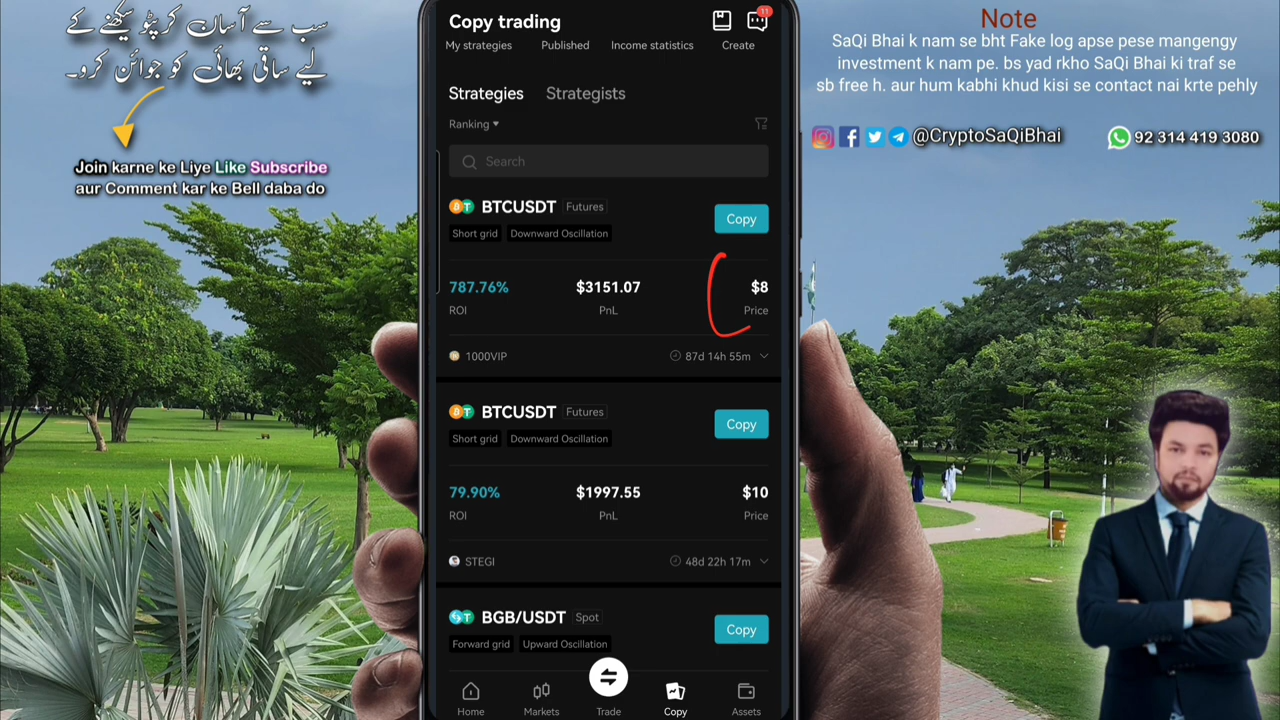 سب سے آسان کرپٹو سیکھنے کے
لیے ساقی بھائی کو جوائن کرو۔
Join karne ke Liye Like Subscribe
aur Comment kar ke Bell daba do
Copy trading
11
My strategies Published Income statistics Create
Strategies Strategists
Ranking
Search
BTCUSDT Futures
Copy
Short grid Downward Oscillation
787.76% $3151.07 $8
ROI PnL Price
1000VIP 87d 14h 55m
BTCUSDT Futures
Copy
Short grid Downward Oscillation
79.90% $1997.55 $10
ROI PnL Price
STEGI 48d 22h 17m
BGB/USDT Spot
Copy
Forward grid Upward Oscillation
Home Markets Trade Copy Assets
Note
SaQi Bhai k nam se bht Fake log apse pese mangengy
investment k nam pe. bs yad rkho SaQi Bhai ki traf se
sb free h. aur hum kabhi khud kisi se contact nai krte pehly
@CryptoSaQiBhai 92 314 419 3080